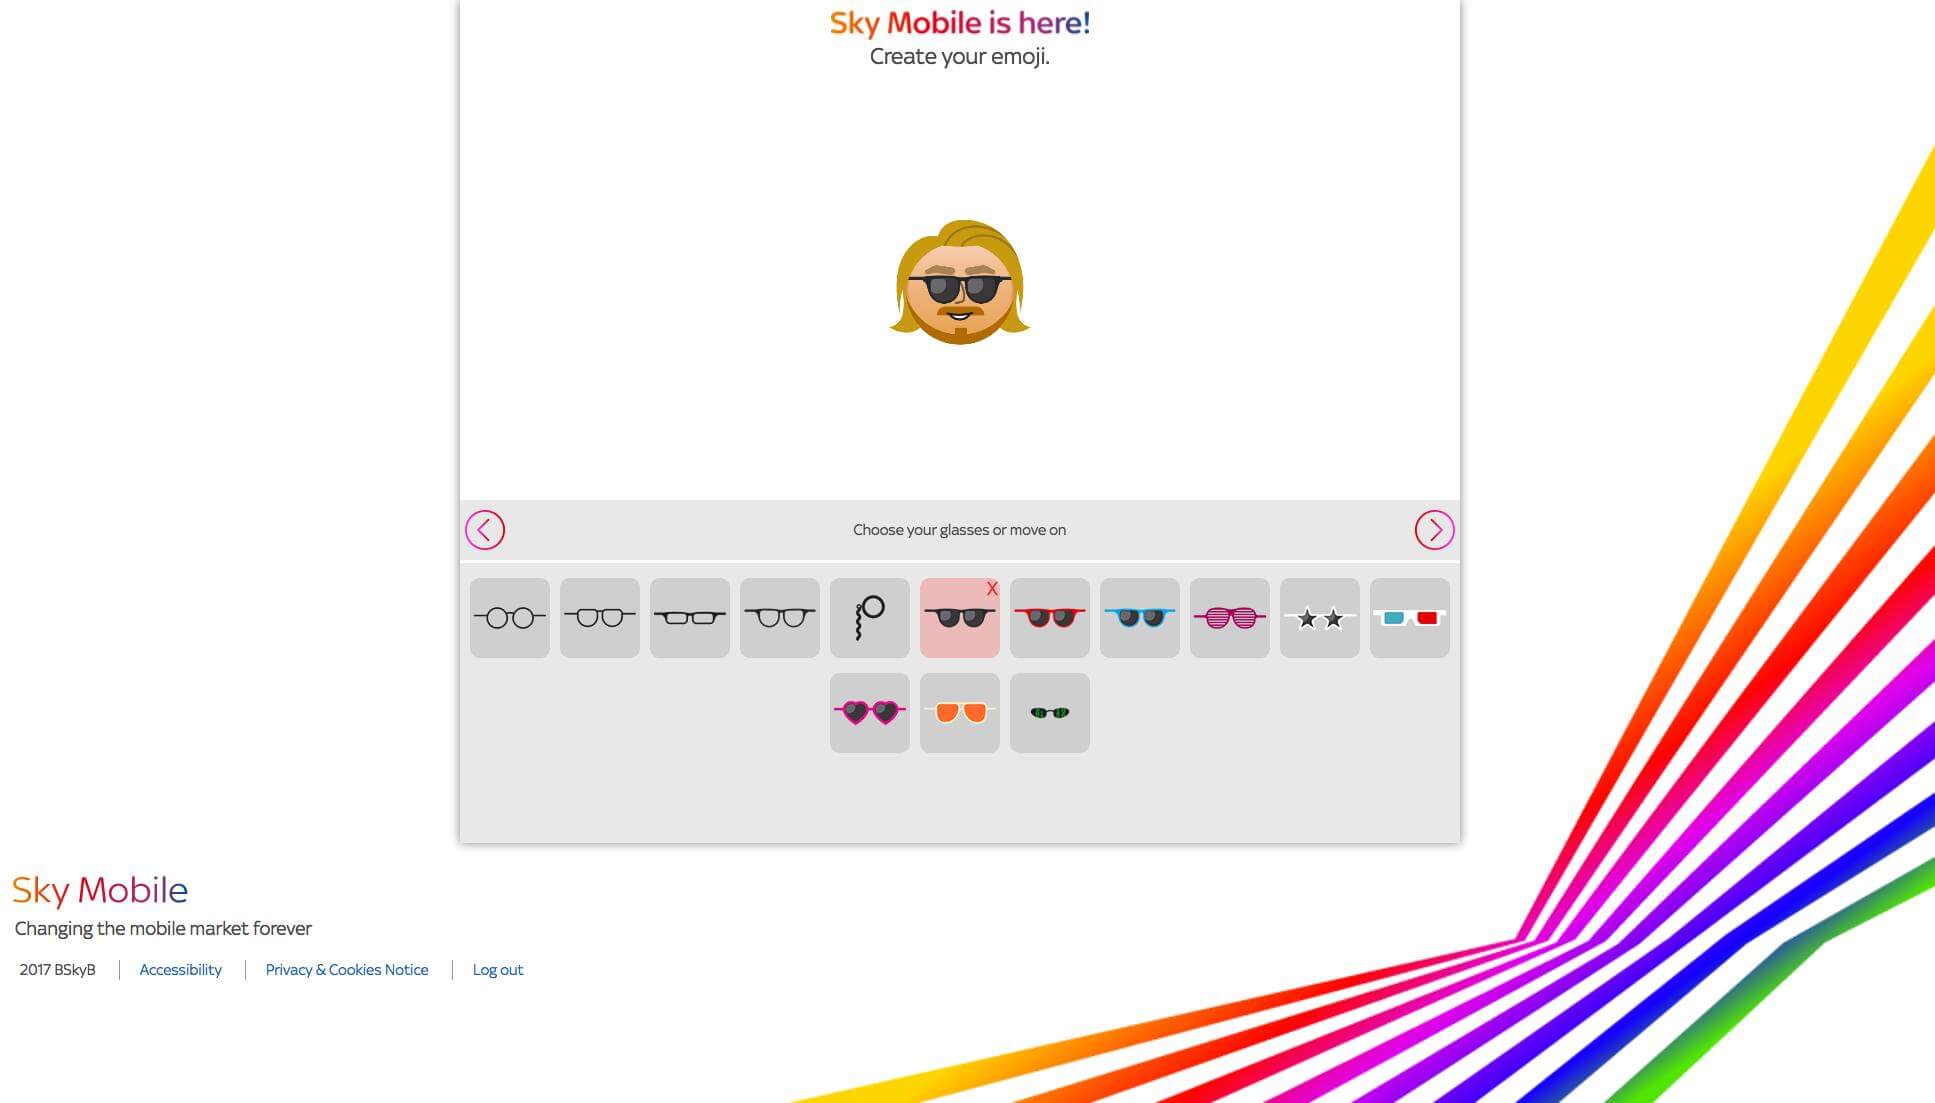 Sky Mobile is here!
Create your emoji.
Choose your glasses or move on
X
Sky Mobile
Changing the mobile market forever
2017 BSkyB
Accessibility
Privacy & Cookies Notice
Log out